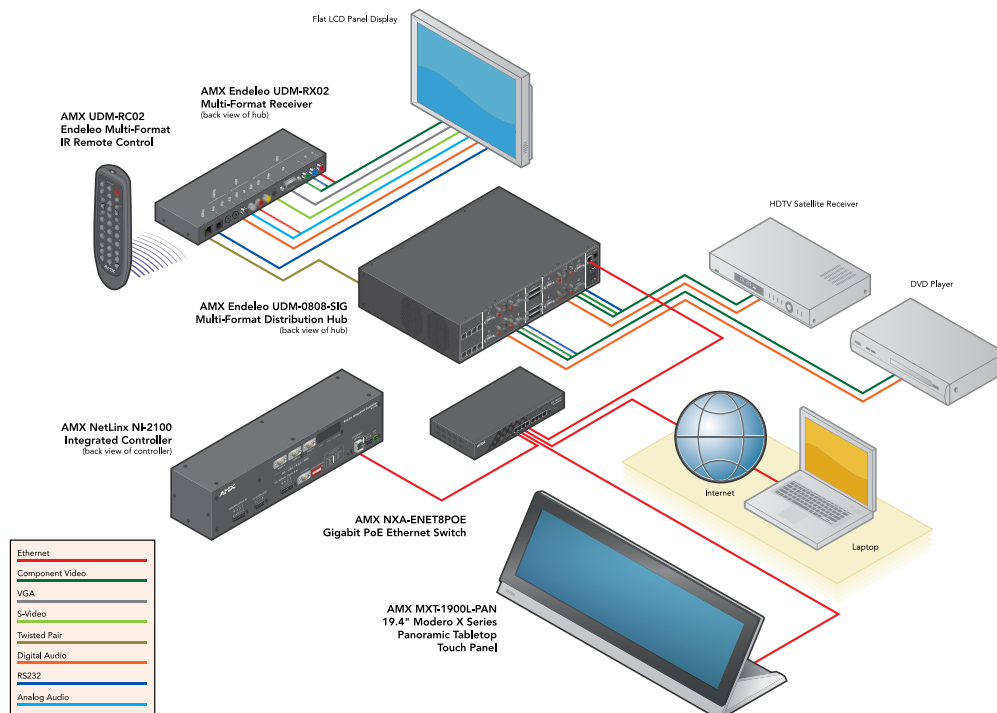 Flat LCD Panel Display
AMX Endeleo UDM-RX02
Multi-Format Receiver
(back view of hub)
AMX UDM-RC02
Endeleo Multi-Format
IR Remote Control
AMX
HDTV Satellite Receiver
DVD Player
AMX Endeleo UDM-0808-SIG
Multi-Format Distribution Hub
(back view of hub)
AMX NetLinx NI-2100
Integrated Controller
(back view of controller)
AMX
Internet
Laptop
AMX NXA-ENET8POE
Gigabit PoE Ethernet Switch
AMX MXT-1900L-PAN
19.4" Modero X Series
Panoramic Tabletop
Touch Panel
Ethernet
Component Video
VGA
S-Video
Twisted Pair
Digital Audio
RS232
Analog Audio